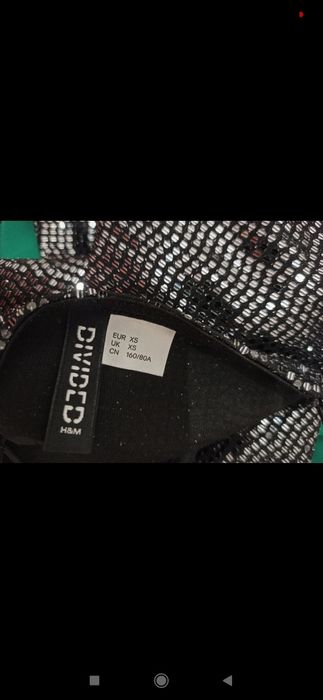 DIVIDED
H&M
EUR XS
UK XS
CN 160/80A